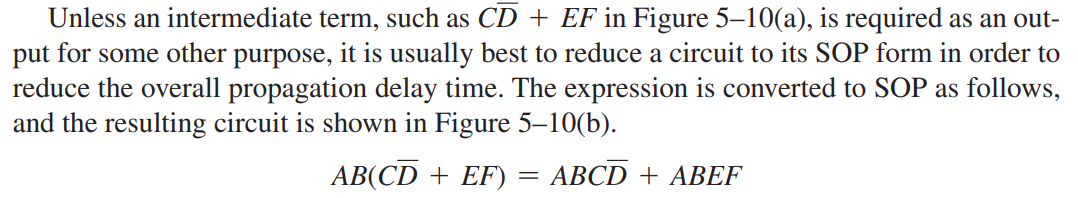 Unless an intermediate term, such as CD̅ + EF in Figure 5–10(a), is required as an out-
put for some other purpose, it is usually best to reduce a circuit to its SOP form in order to
reduce the overall propagation delay time. The expression is converted to SOP as follows,
and the resulting circuit is shown in Figure 5–10(b).
AB(CD̅ + EF) = ABCD̅ + ABEF